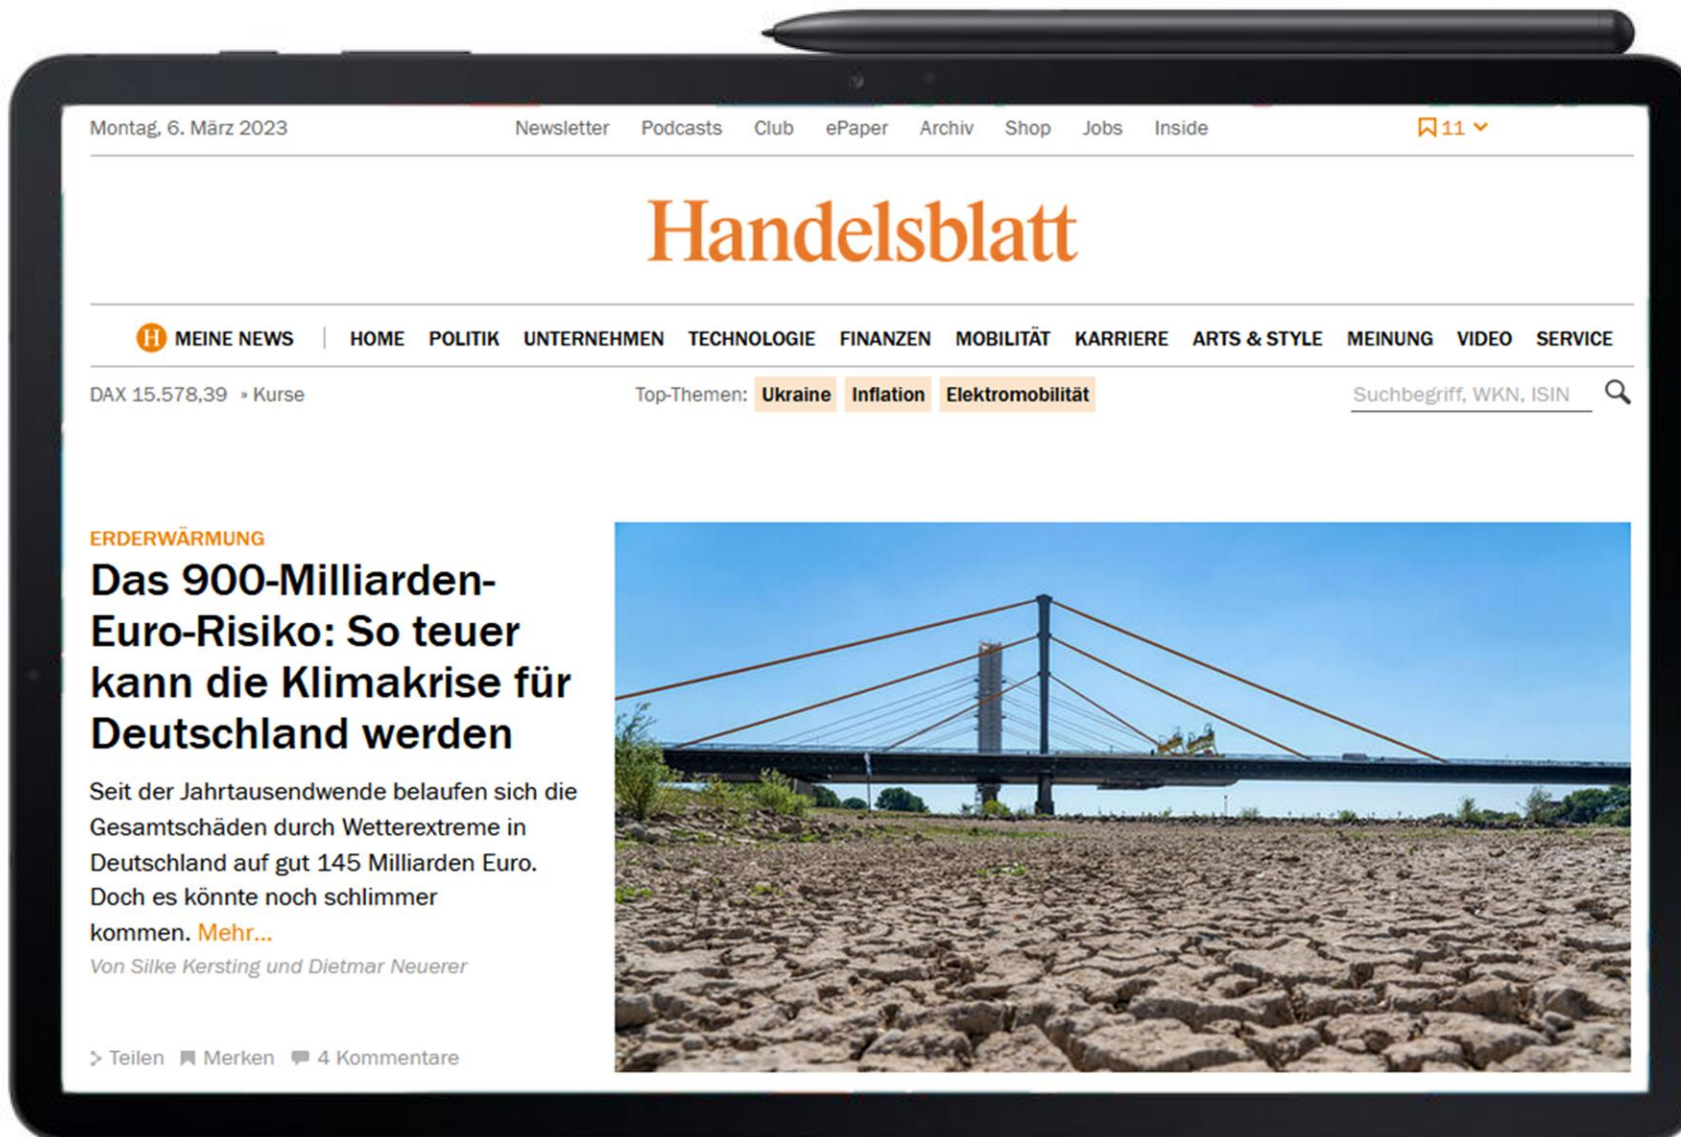 Montag, 6. März 2023 Newsletter Podcasts Club ePaper Archiv Shop Jobs Inside 11
Handelsblatt
H MEINE NEWS HOME POLITIK UNTERNEHMEN TECHNOLOGIE FINANZEN MOBILITÄT KARRIERE ARTS & STYLE MEINUNG VIDEO SERVICE
DAX 15.578,39 » Kurse Top-Themen: Ukraine Inflation Elektromobilität Suchbegriff, WKN, ISIN
ERDERWÄRMUNG
Das 900-Milliarden-
Euro-Risiko: So teuer
kann die Klimakrise für
Deutschland werden
Seit der Jahrtausendwende belaufen sich die
Gesamtschäden durch Wetterextreme in
Deutschland auf gut 145 Milliarden Euro.
Doch es könnte noch schlimmer
kommen. Mehr...
Von Silke Kersting und Dietmar Neuerer
Teilen Merken 4 Kommentare